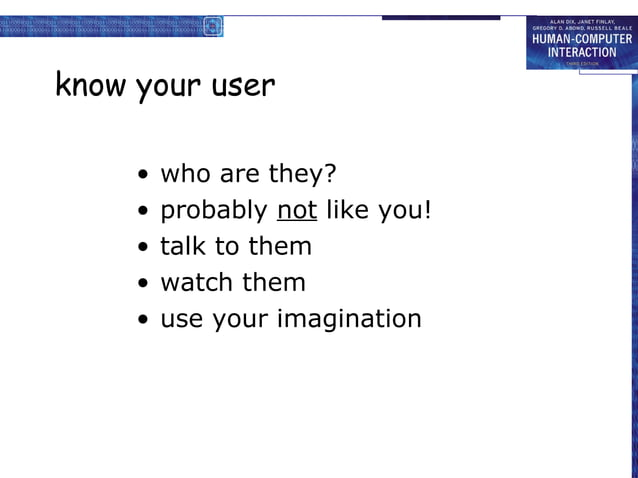 ALAN DIX, JANET FINLAY,
GREGORY D. ABOWD, RUSSELL BEALE
HUMAN-COMPUTER
INTERACTION
THIRD EDITION
know your user
• who are they?
• probably not like you!
• talk to them
• watch them
• use your imagination